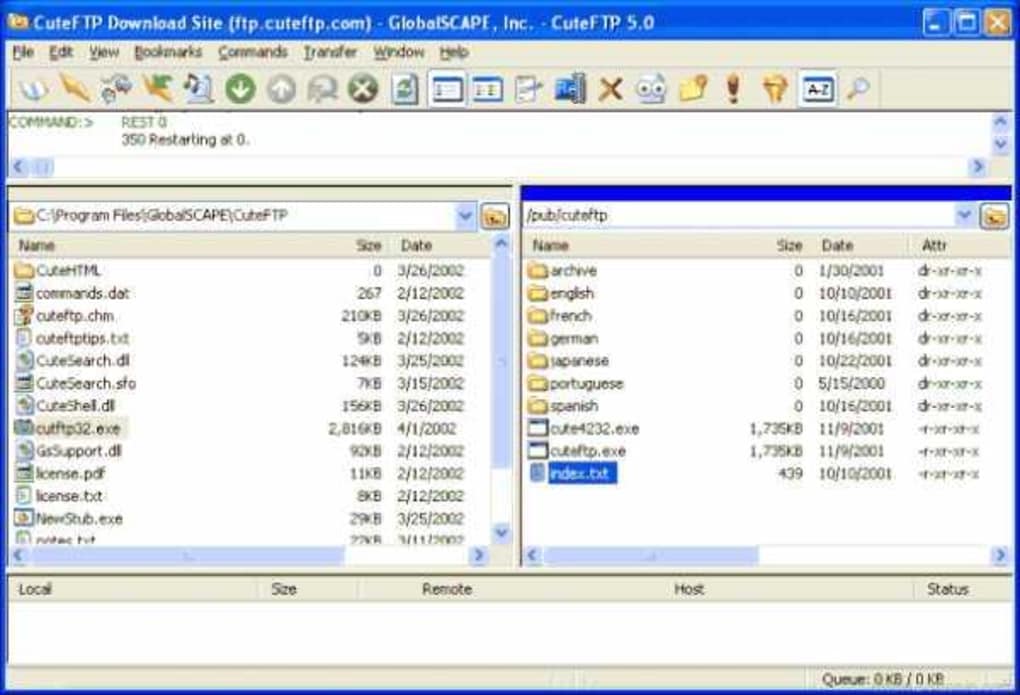 CuteFTP Download Site (ftp.cuteftp.com) - GlobalSCAPE, Inc. - CuteFTP 5.0
File Edit View Bookmarks Commands Transfer Window Help
A-Z
COMMAND:> REST 0
350 Restarting at 0.
C:\Program Files\GlobalSCAPE\CuteFTP
Name Size Date
CuteHTML 0 3/26/2002
commands.dat 267 2/12/2002
cuteftp.chm 210KB 3/26/2002
cuteftptips.txt 5KB 2/12/2002
CuteSearch.dll 124KB 3/25/2002
CuteSearch.sfo 7KB 3/15/2002
CuteShell.dll 156KB 3/26/2002
cutftp32.exe 2,816KB 4/1/2002
GsSupport.dll 92KB 2/12/2002
license.pdf 11KB 2/12/2002
license.txt 8KB 2/12/2002
NewStub.exe 29KB 3/25/2002
notes.txt 22KB 3/11/2002
/pub/cuteftp
Name Size Date Attr
archive 0 1/30/2001 dr-xr-xr-x
english 0 10/10/2001 dr-xr-xr-x
french 0 10/16/2001 dr-xr-xr-x
german 0 10/16/2001 dr-xr-xr-x
japanese 0 10/22/2001 dr-xr-xr-x
portuguese 0 5/15/2000 dr-xr-xr-x
spanish 0 10/16/2001 dr-xr-xr-x
cute4232.exe 1,735KB 11/9/2001 -r-xr-xr-x
cuteftp.exe 1,735KB 11/9/2001 -r-xr-xr-x
index.txt 439 10/10/2001 -r-xr-xr-x
Local Size Remote Host Status
Queue: 0 KB / 0 KB